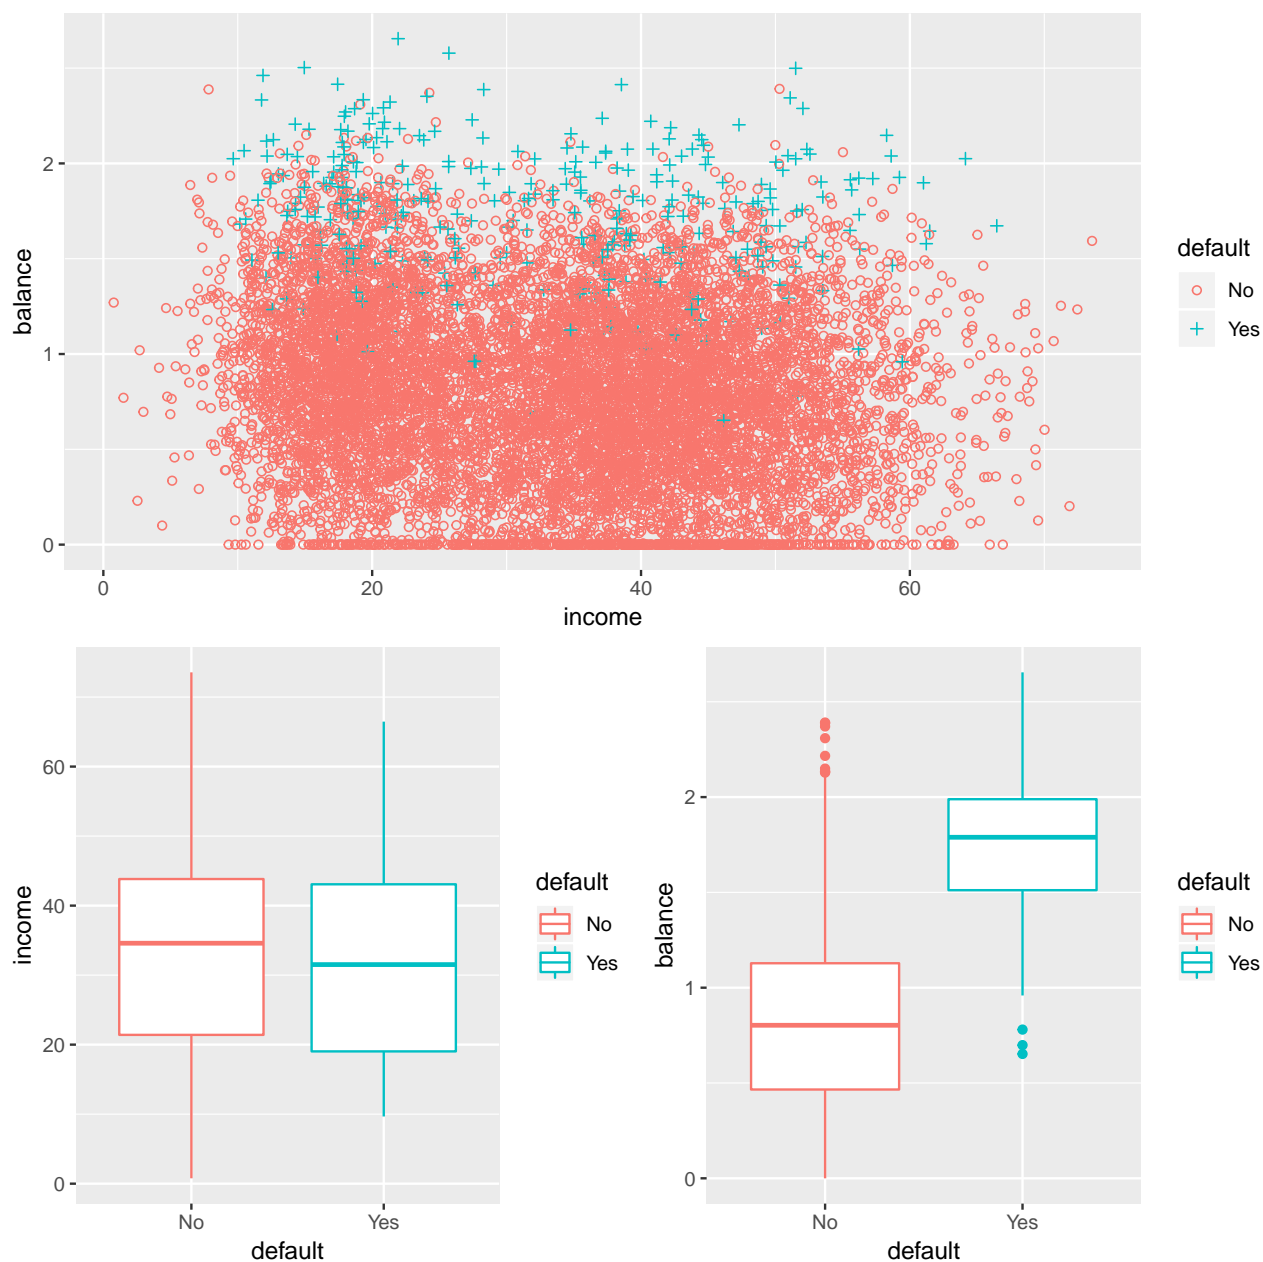 2
1
0
balance
0
20
40
60
income
default
No
Yes
60
40
20
0
income
No
Yes
default
default
No
Yes
2
1
0
balance
No
Yes
default
default
No
Yes